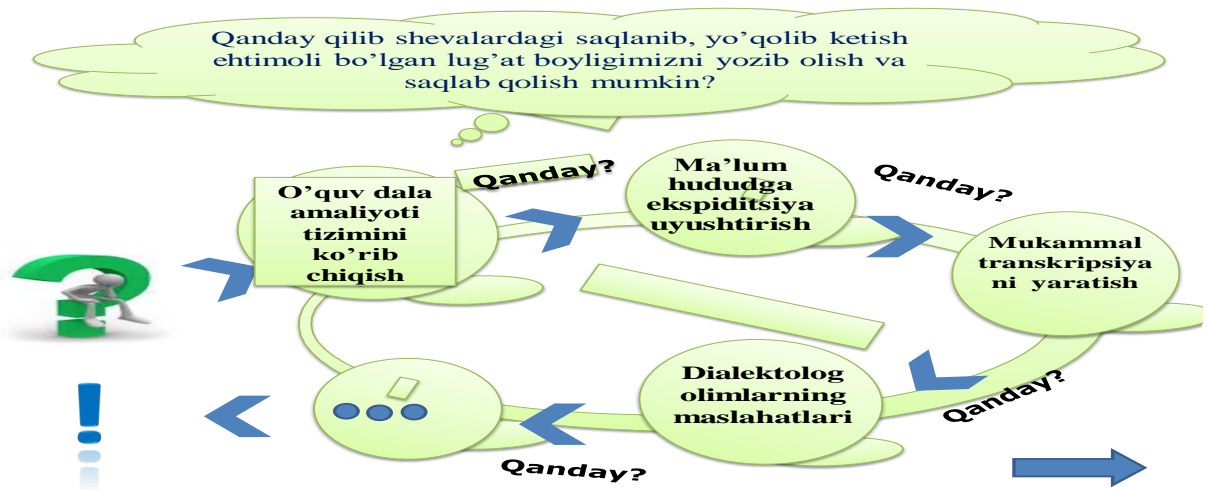 Qanday qilib shevalardagi saqlanib, yo’qolib ketish
ehtimoli bo’lgan lug’at boyligimizni yozib olish va
saqlab qolish mumkin?
O’quv dala
amaliyoti
tizimini
ko’rib
chiqish
Qanday?
Ma’lum
hududga
ekspiditsiya
uyushtirish
Qanday?
Mukammal
transkripsiya
ni yaratish
Qanday?
Dialektolog
olimlarning
maslahatlari
Qanday?